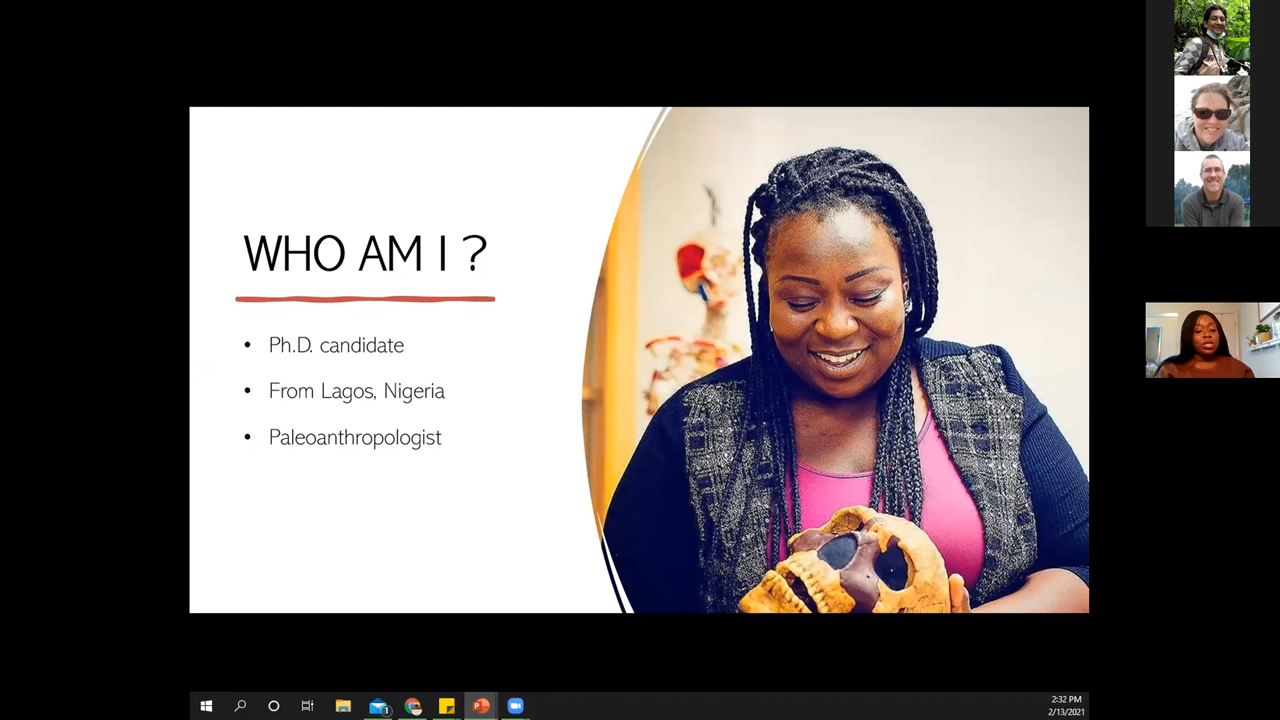 WHO AM I ?
• Ph.D. candidate
• From Lagos, Nigeria
• Paleoanthropologist
2:32 PM
2/13/2021